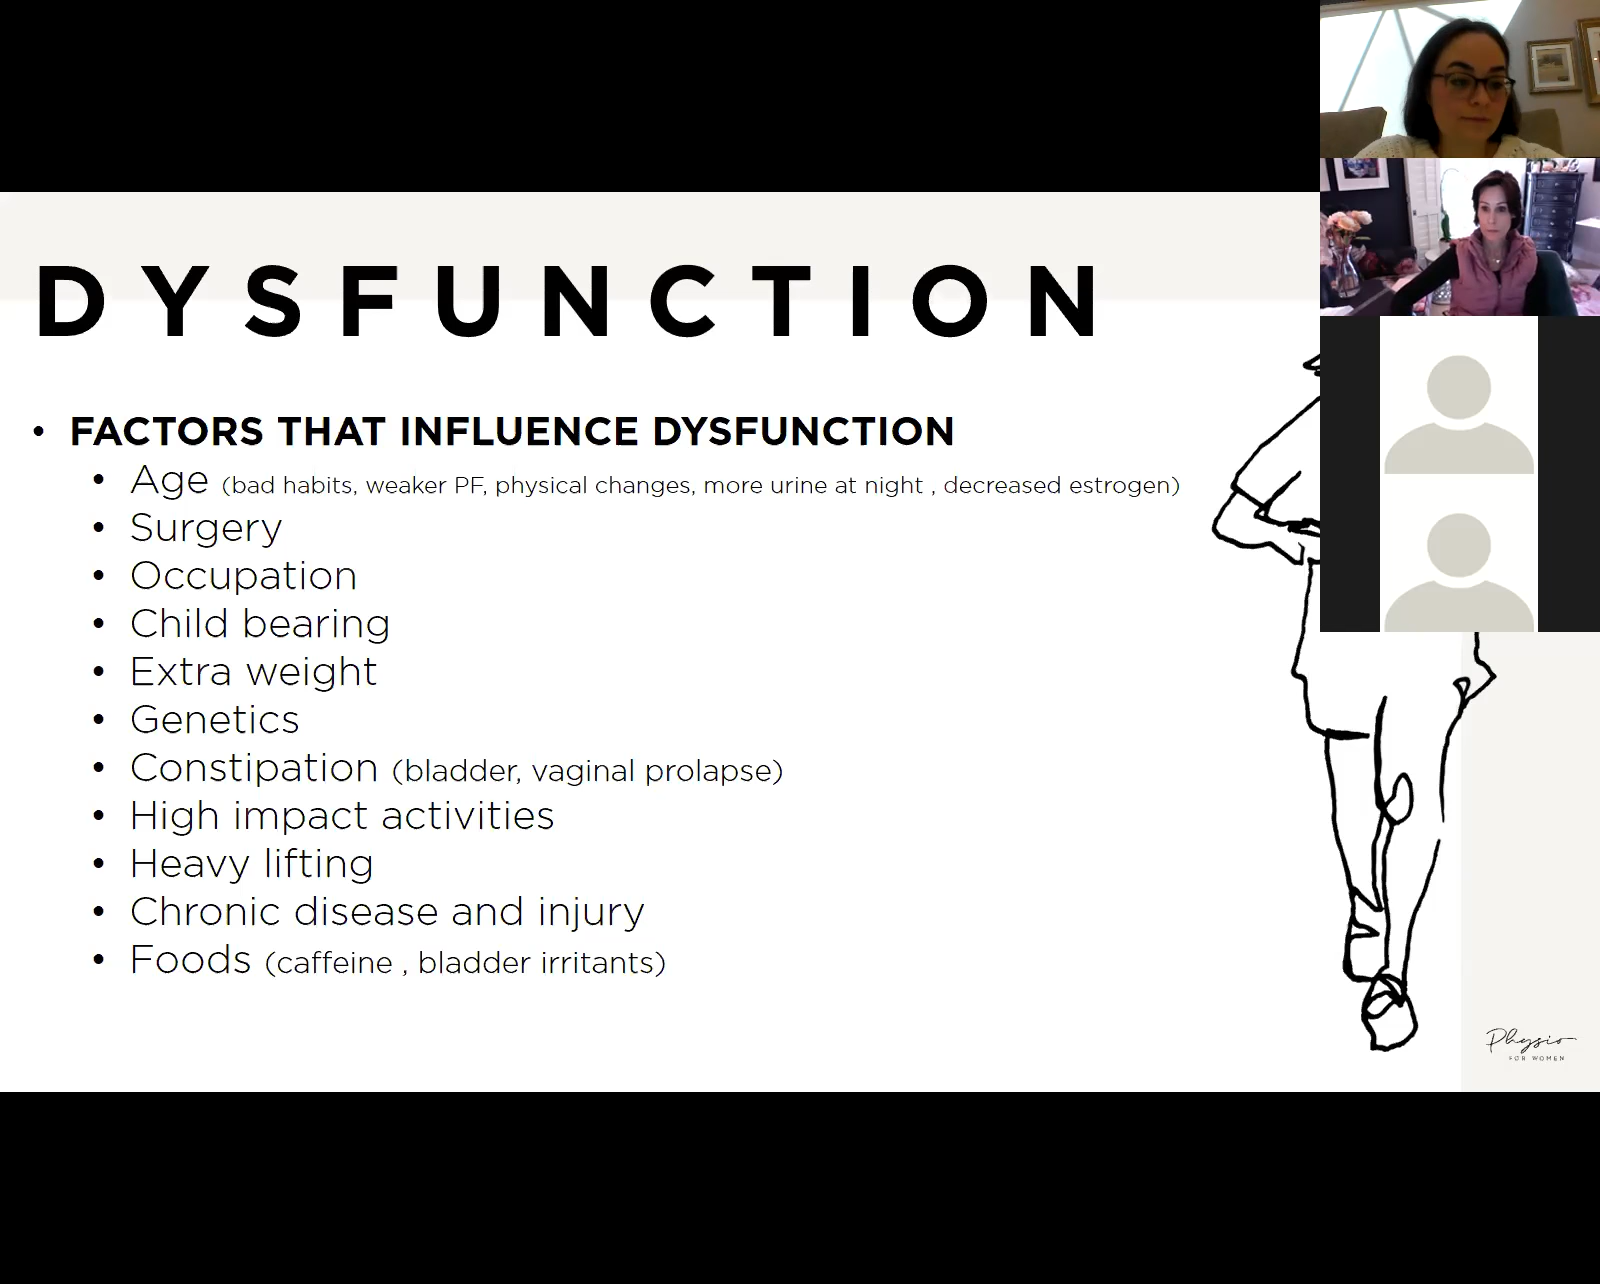 DYSFUNCTION
• FACTORS THAT INFLUENCE DYSFUNCTION
• Age (bad habits, weaker PF, physical changes, more urine at night , decreased estrogen)
• Surgery
• Occupation
• Child bearing
• Extra weight
• Genetics
• Constipation (bladder, vaginal prolapse)
• High impact activities
• Heavy lifting
• Chronic disease and injury
• Foods (caffeine , bladder irritants)
Physio
FOR WOMEN